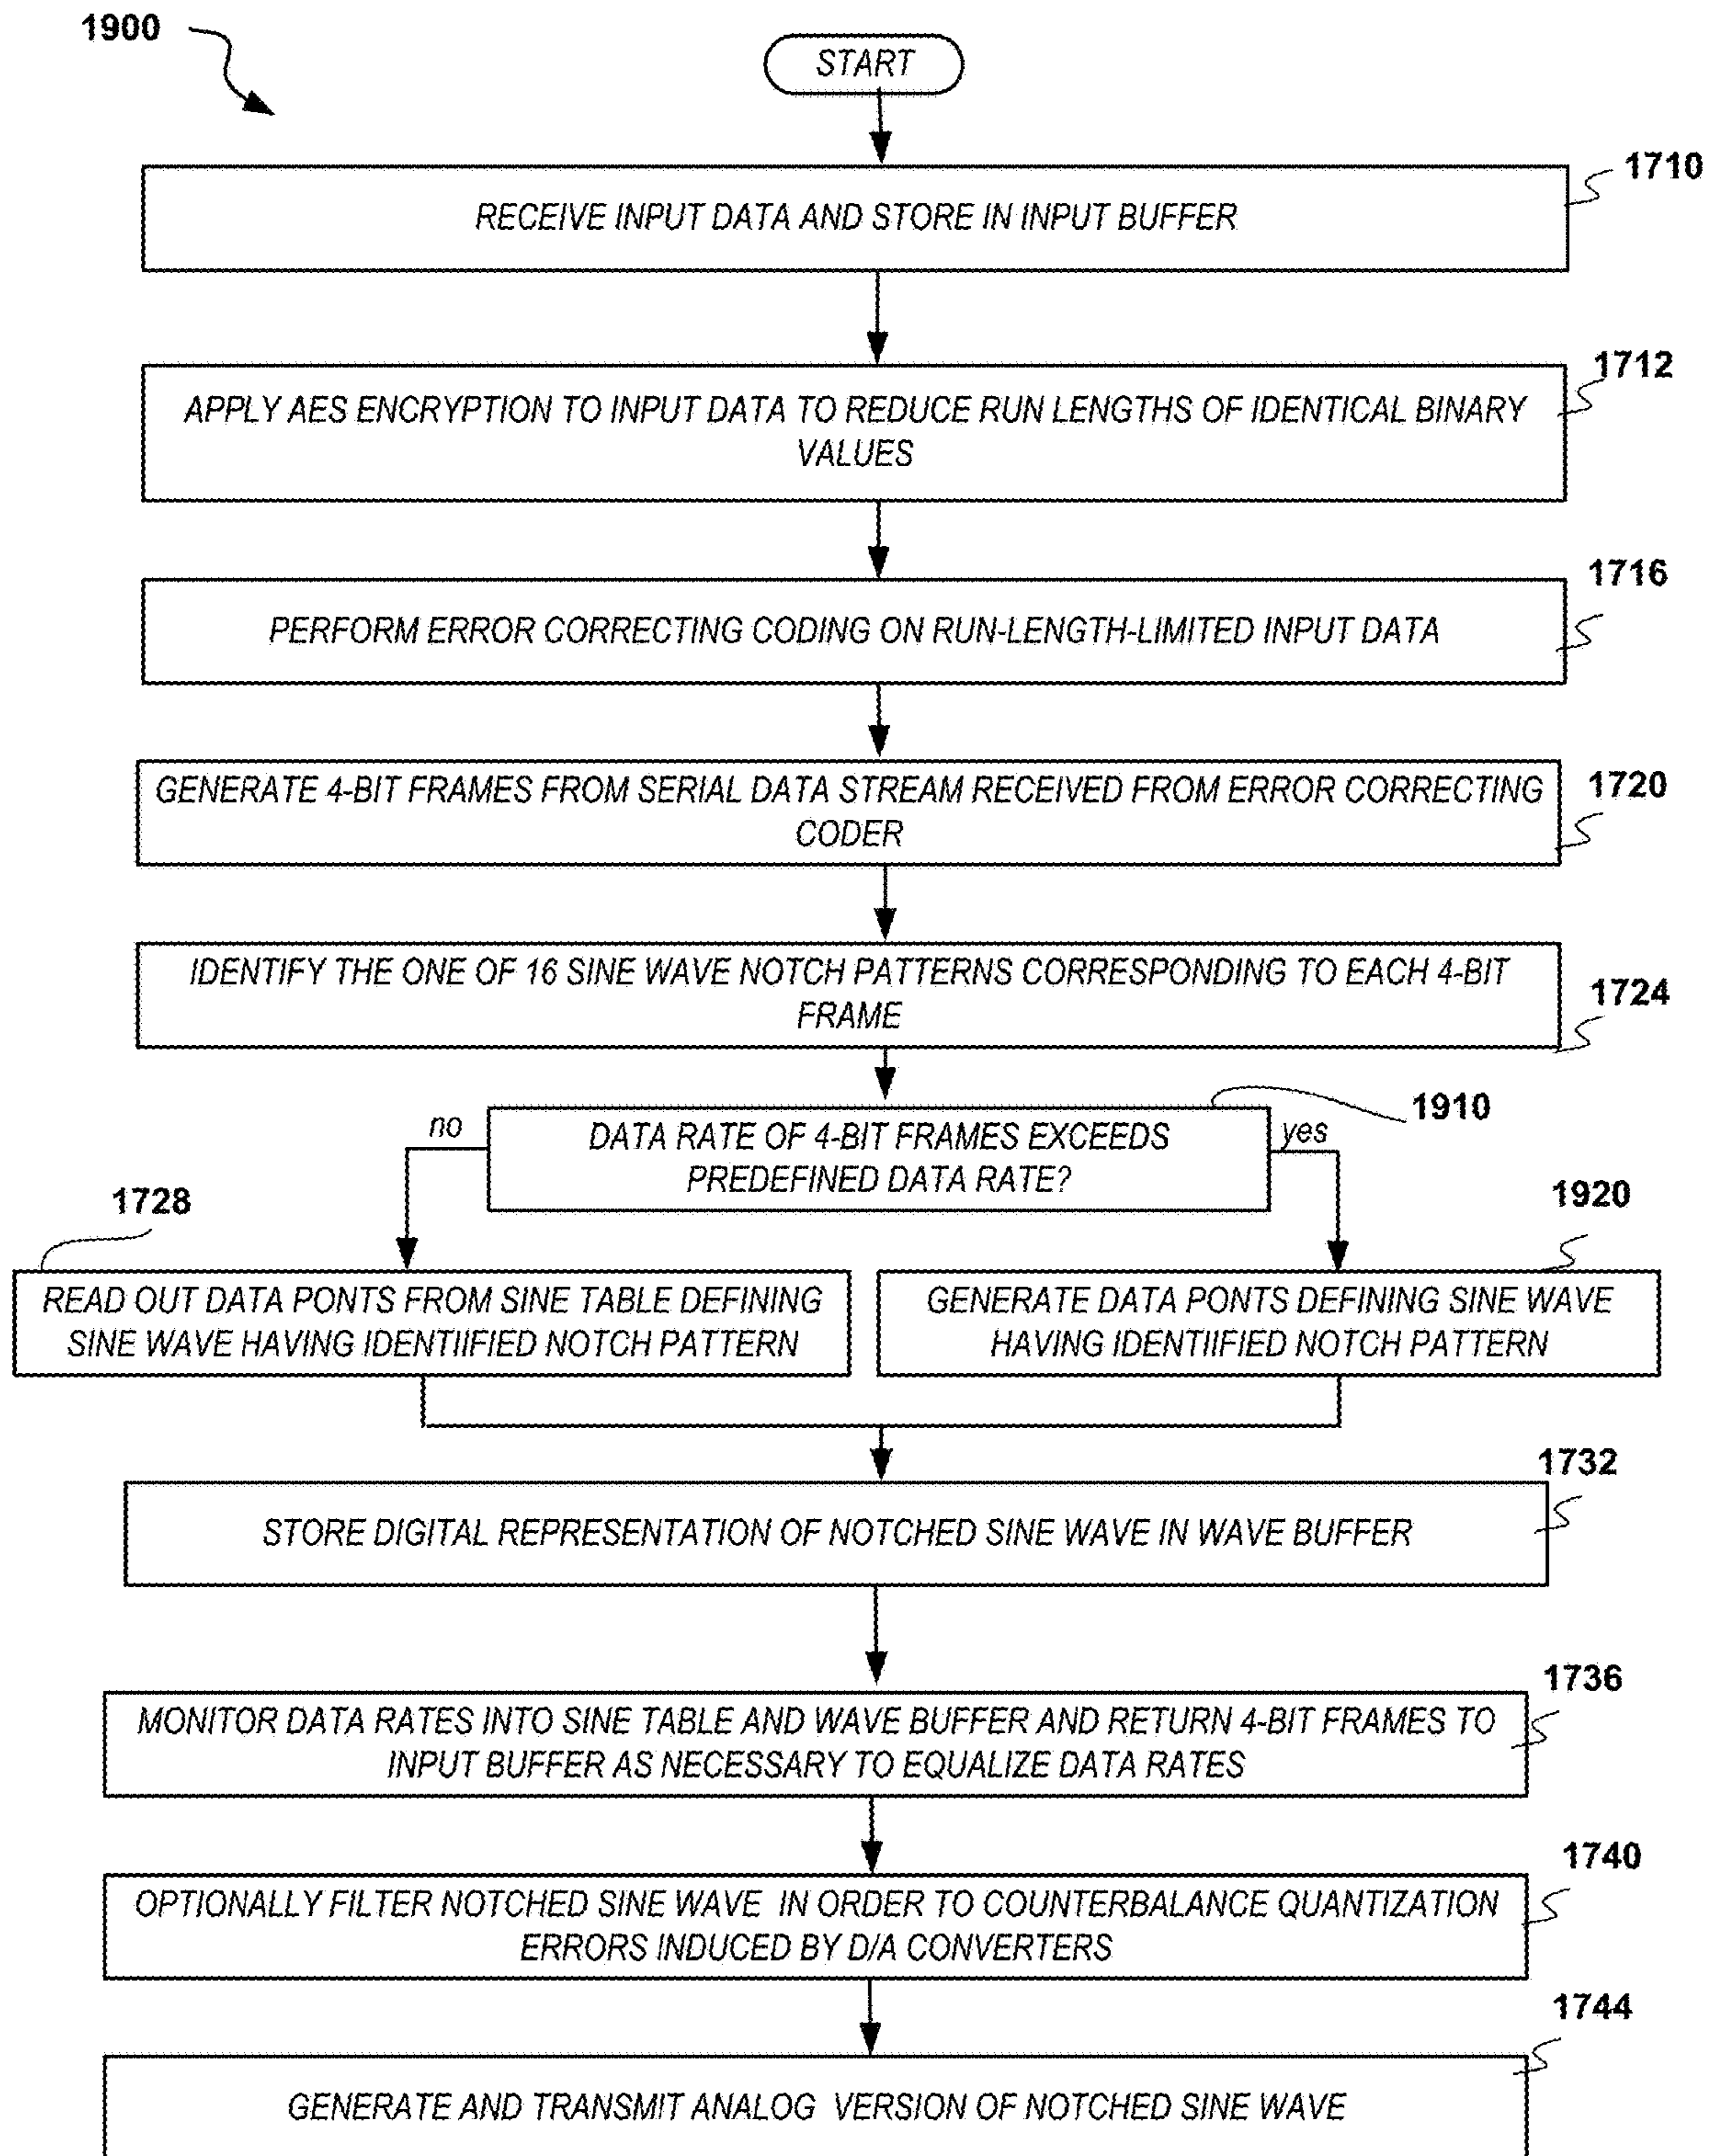 1900
START
1710
RECEIVE INPUT DATA AND STORE IN INPUT BUFFER
1712
APPLY AES ENCRYPTION TO INPUT DATA TO REDUCE RUN LENGTHS OF IDENTICAL BINARY
VALUES
1716
PERFORM ERROR CORRECTING CODING ON RUN-LENGTH-LIMITED INPUT DATA
1720
GENERATE 4-BIT FRAMES FROM SERIAL DATA STREAM RECEIVED FROM ERROR CORRECTING
CODER
IDENTIFY THE ONE OF 16 SINE WAVE NOTCH PATTERNS CORRESPONDING TO EACH 4-BIT
FRAME
1724
1910
no
DATA RATE OF 4-BIT FRAMES EXCEEDS
PREDEFINED DATA RATE?
yes
1728
READ OUT DATA PONTS FROM SINE TABLE DEFINING
SINE WAVE HAVING IDENTIIFIED NOTCH PATTERN
1920
GENERATE DATA PONTS DEFINING SINE WAVE
HAVING IDENTIIFIED NOTCH PATTERN
1732
STORE DIGITAL REPRESENTATION OF NOTCHED SINE WAVE IN WAVE BUFFER
1736
MONITOR DATA RATES INTO SINE TABLE AND WAVE BUFFER AND RETURN 4-BIT FRAMES TO
INPUT BUFFER AS NECESSARY TO EQUALIZE DATA RATES
1740
OPTIONALLY FILTER NOTCHED SINE WAVE IN ORDER TO COUNTERBALANCE QUANTIZATION
ERRORS INDUCED BY D/A CONVERTERS
1744
GENERATE AND TRANSMIT ANALOG VERSION OF NOTCHED SINE WAVE